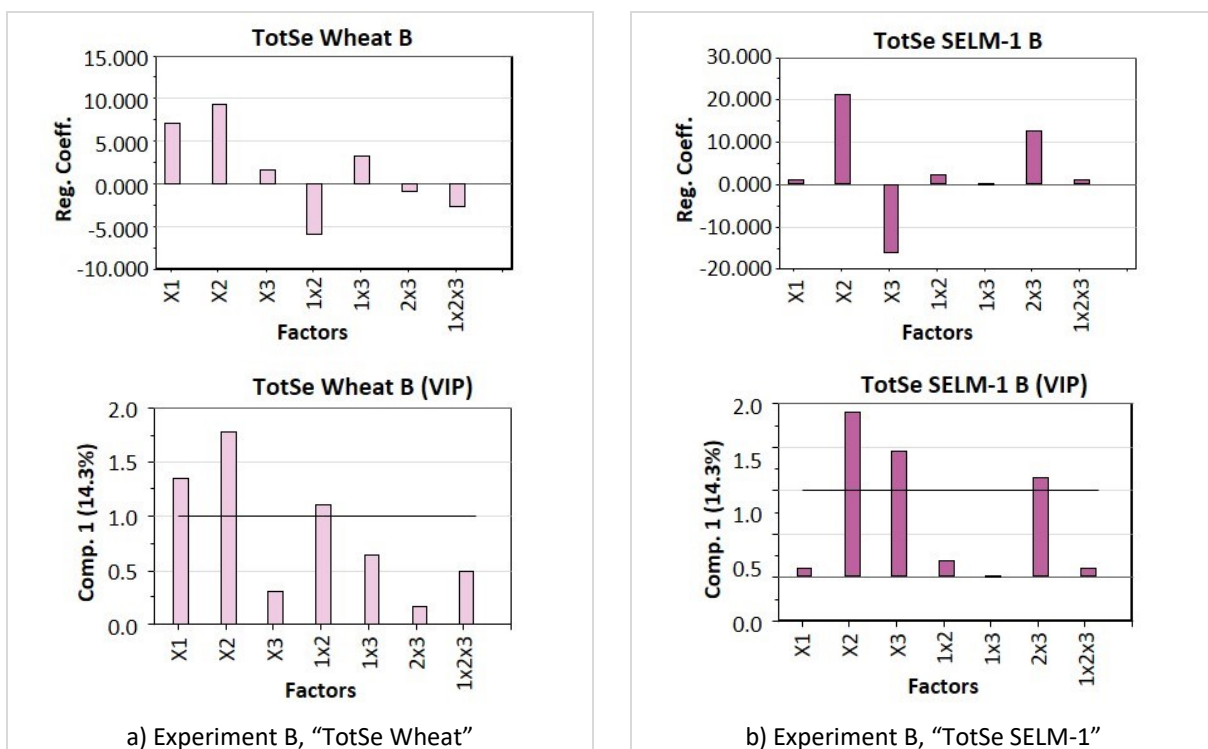 TotSe Wheat B
15.000
10.000
5.000
0.000
-5.000
-10.000
Reg. Coeff.
X1
X2
X3
1x2
1x3
2x3
1x2x3
Factors
TotSe Wheat B (VIP)
2.0
1.5
1.0
0.5
0.0
Comp. 1 (14.3%)
X1
X2
X3
1x2
1x3
2x3
1x2x3
Factors
a) Experiment B, “TotSe Wheat”
TotSe SELM-1 B
30.000
20.000
10.000
0.000
-10.000
-20.000
Reg. Coeff.
X1
X2
X3
1x2
1x3
2x3
1x2x3
Factors
TotSe SELM-1 B (VIP)
2.0
1.5
1.0
0.5
0.0
Comp. 1 (14.3%)
X1
X2
X3
1x2
1x3
2x3
1x2x3
Factors
b) Experiment B, “TotSe SELM-1”